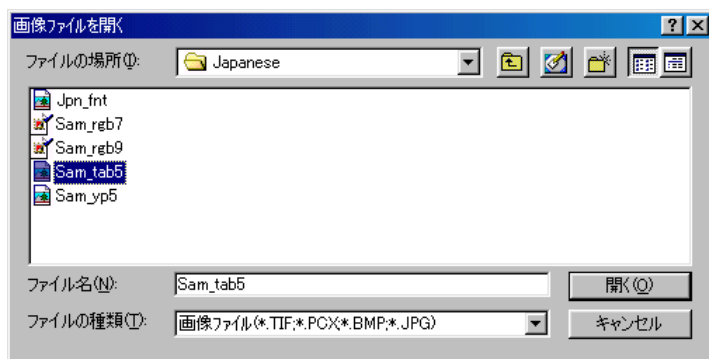 画像ファイルを開く
ファイルの場所(I):
Japanese
Jpn_fnt
Sam_rgb7
Sam_rgb9
Sam_tab5
Sam_yp5
ファイル名(N): Sam_tab5 開く(O)
ファイルの種類(T): 画像ファイル(*.TIF;*.PCX;*.BMP;*.JPG) キャンセル